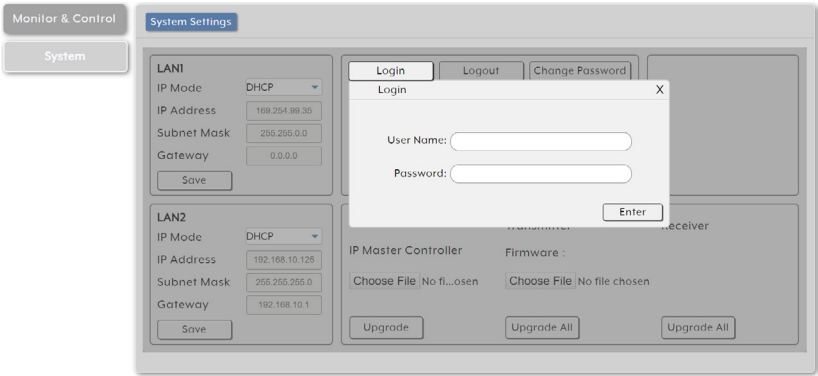 Monitor & Control
System
System Settings
LAN1
IP Mode DHCP
IP Address 169.254.99.35
Subnet Mask 255.255.0.0
Gateway 0.0.0.0
Save
Login Logout Change Password
Login X
User Name:
Password:
Enter
LAN2
IP Mode DHCP
IP Address 192.168.10.125
Subnet Mask 255.255.255.0
Gateway 192.168.10.1
Save
Transmitter Receiver
IP Master Controller Firmware :
Choose File No fi...osen Choose File No file chosen
Upgrade Upgrade All Upgrade All